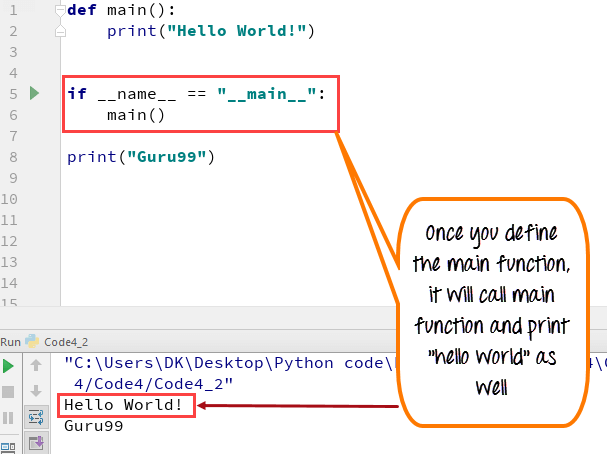 1 def main():
2     print("Hello World!")
3
4
5 if __name__ == "__main__":
6     main()
7
8 print("Guru99")
9
10
11
12
13
14
15
Once you define
the main function,
it will call main
function and print
"hello world" as
well
Run Code4_2
"C:\Users\DK\Desktop\Python code\
4/Code4/Code4_2"
Hello World!
Guru99